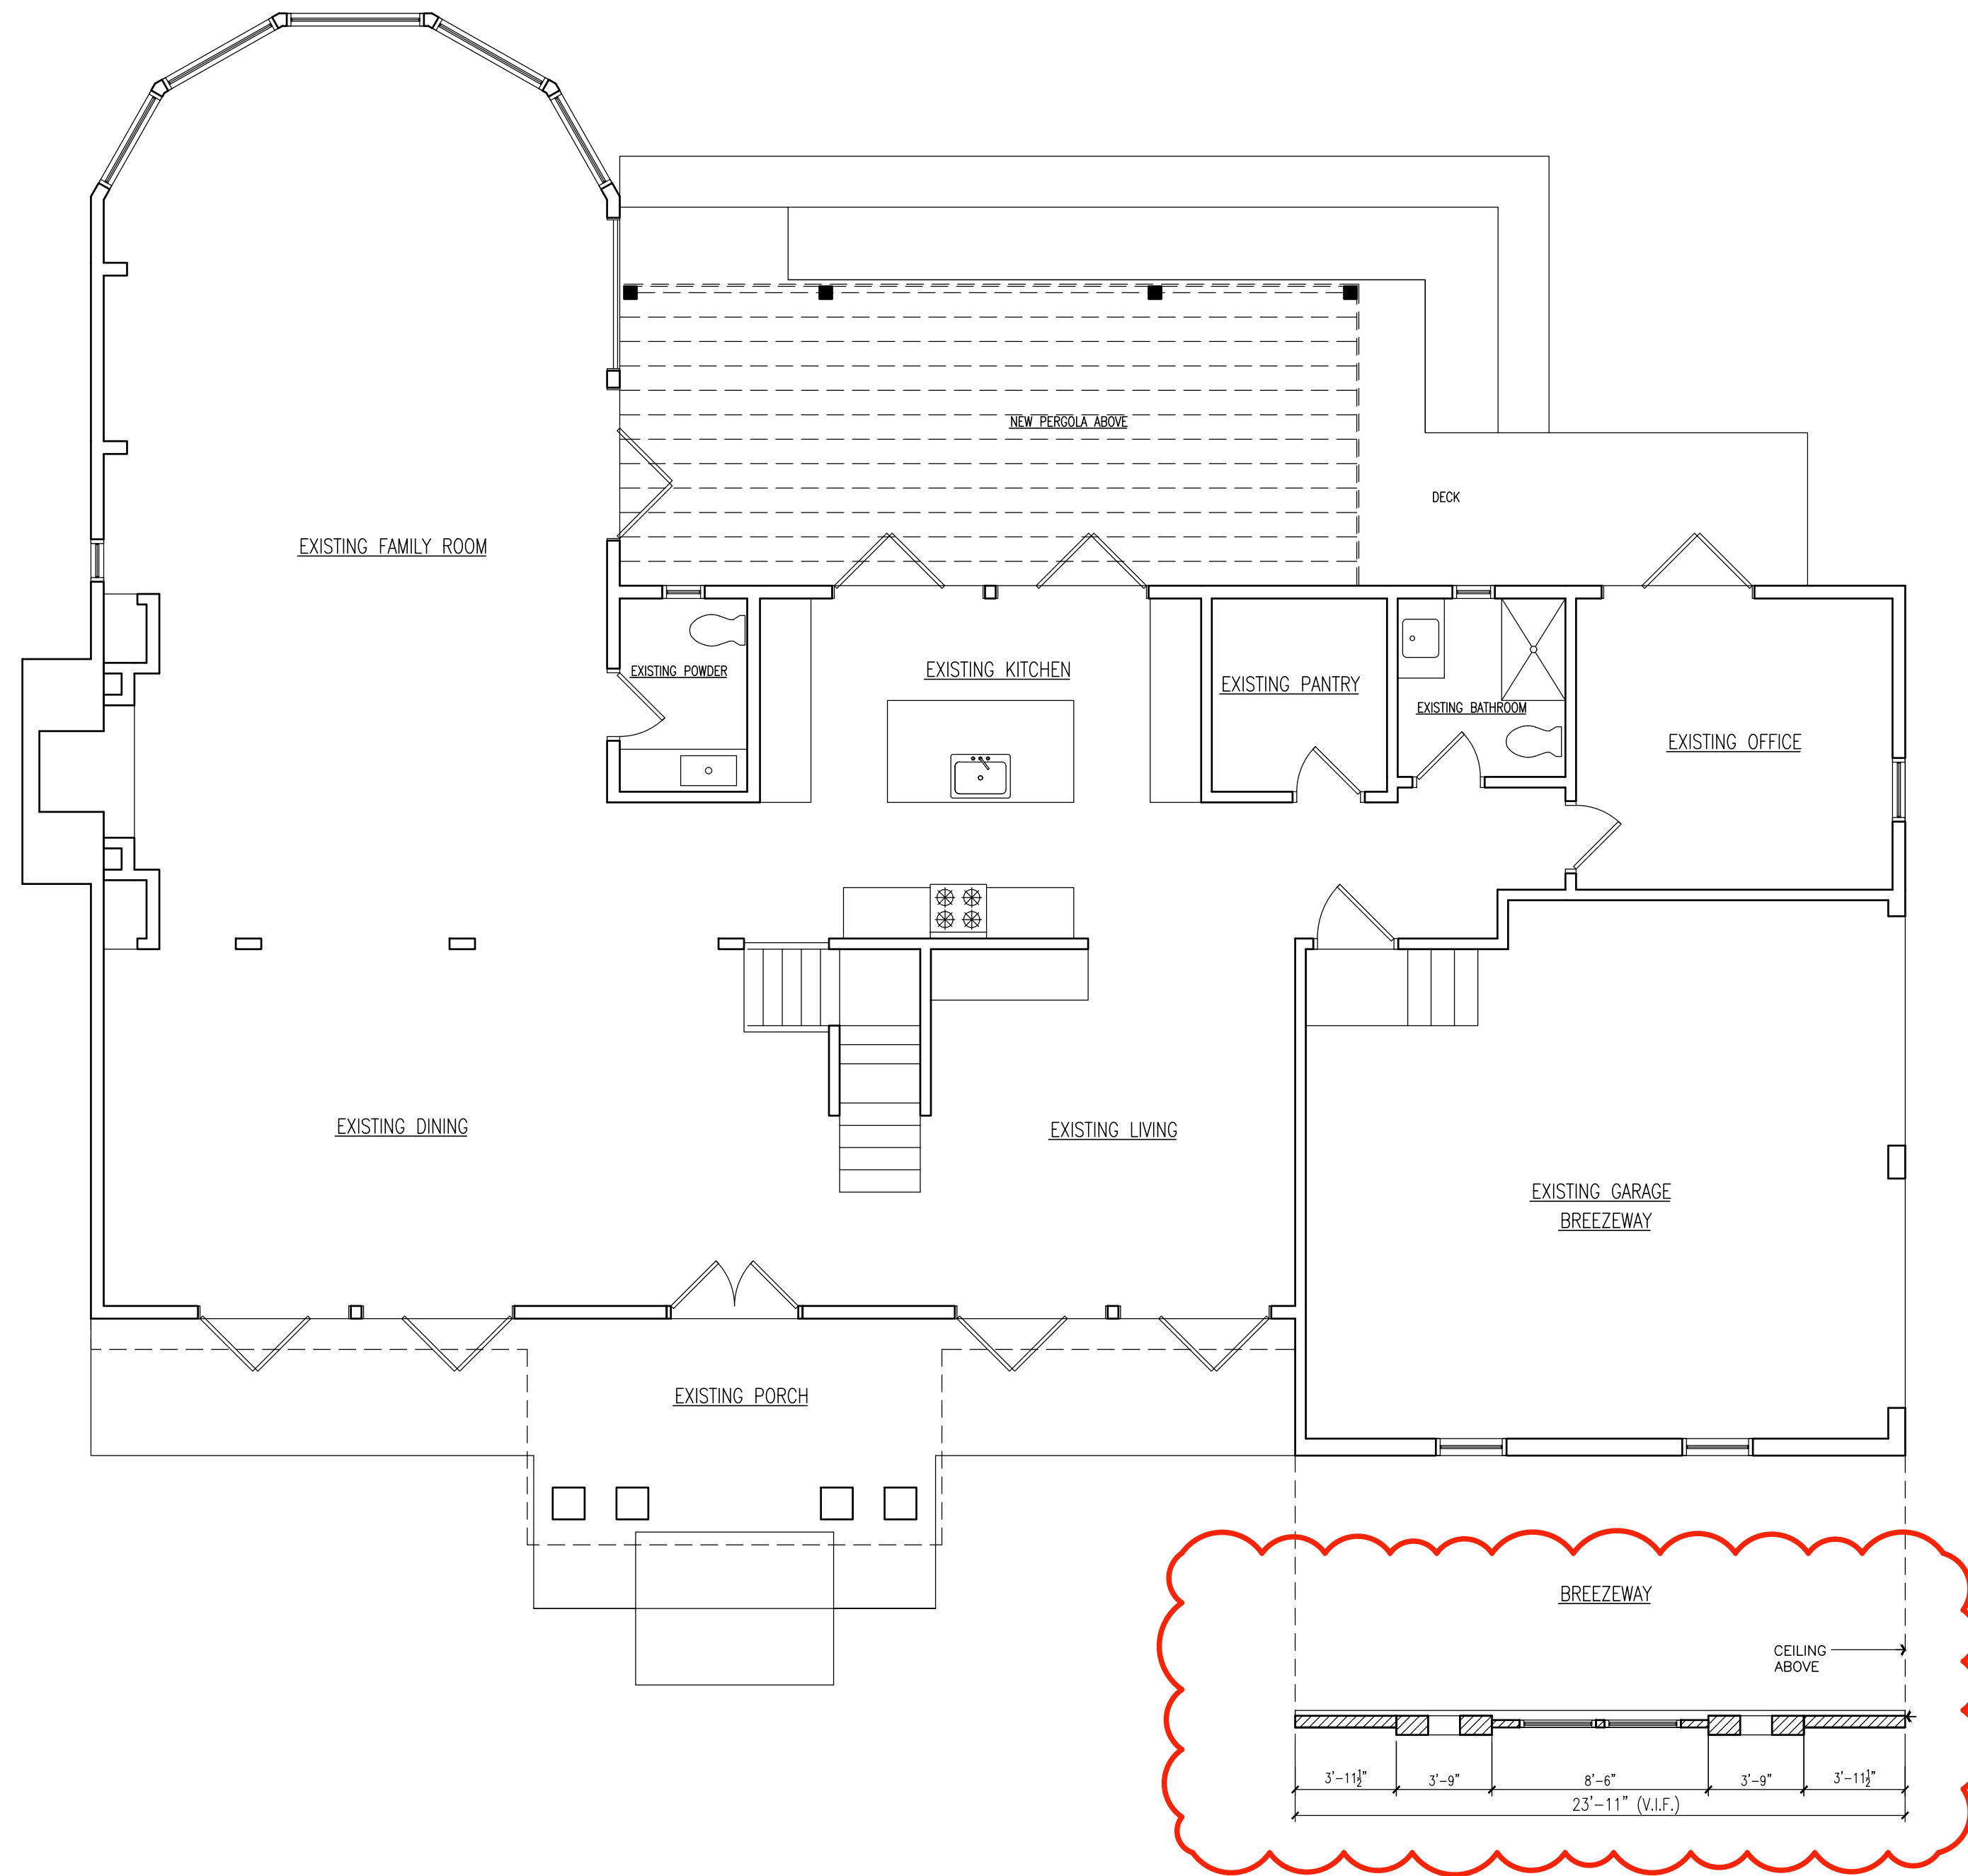 NEW PERGOLA ABOVE
DECK
EXISTING FAMILY ROOM
EXISTING POWDER
EXISTING KITCHEN
EXISTING PANTRY
EXISTING BATHROOM
EXISTING OFFICE
EXISTING DINING
EXISTING LIVING
EXISTING GARAGE
BREEZEWAY
EXISTING PORCH
BREEZEWAY
CEILING
ABOVE
3'-11½" 3'-9" 8'-6" 3'-9" 3'-11½"
23'-11" (V.I.F.)